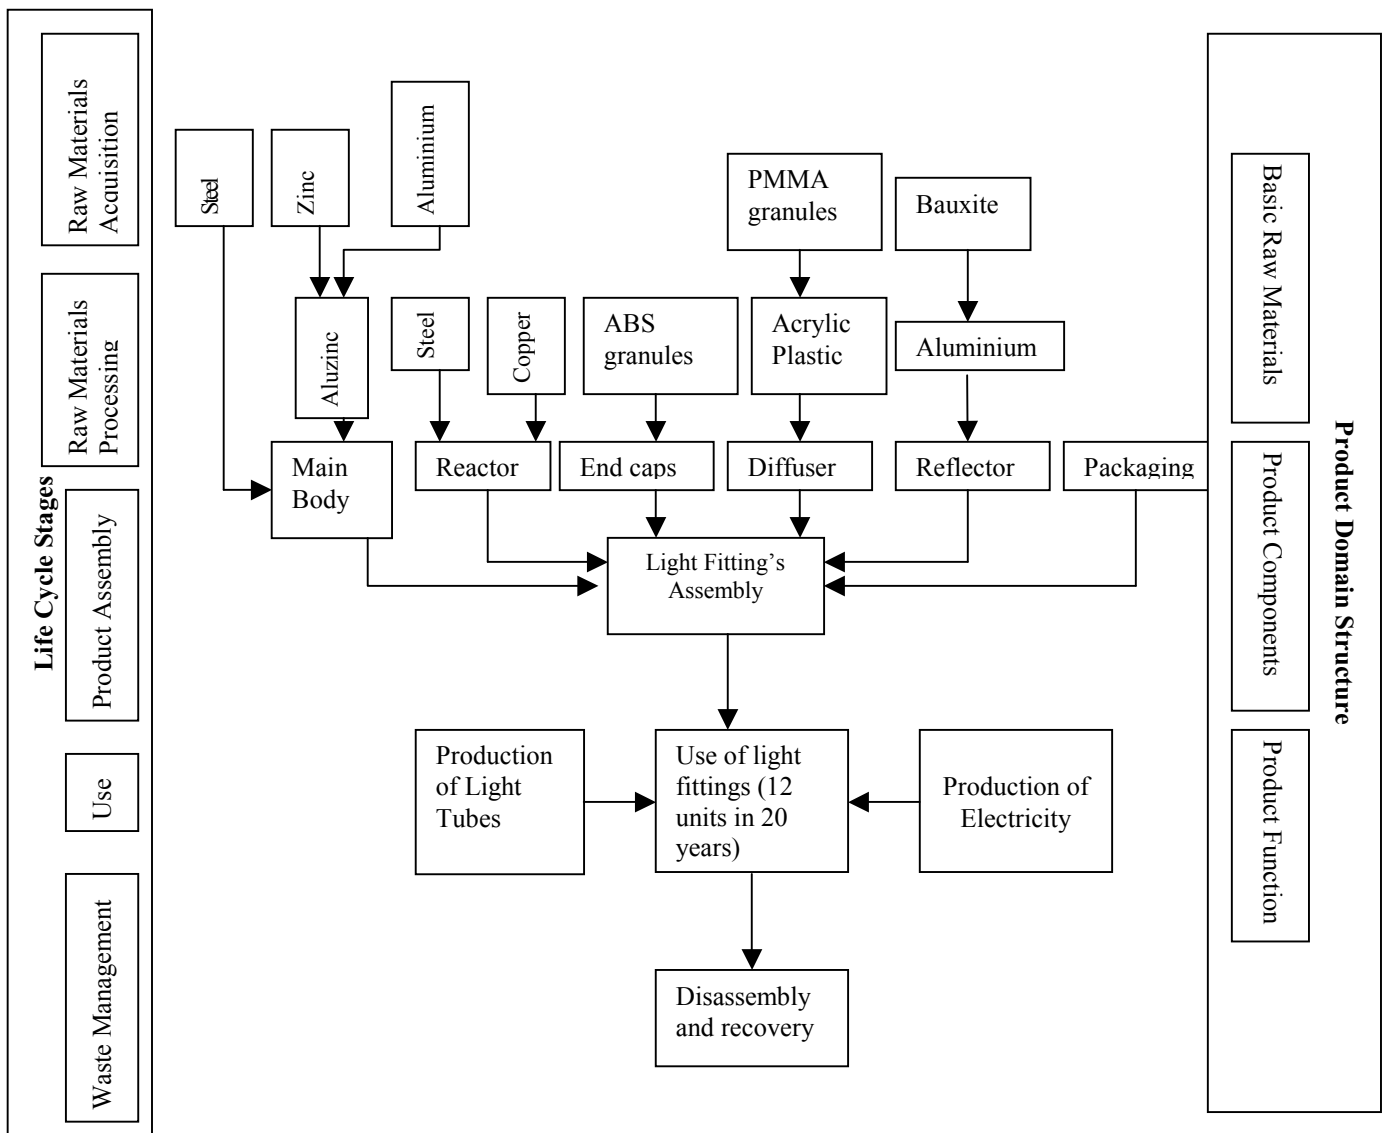 Life Cycle Stages
Raw Materials
Acquisition
Raw Materials
Processing
Product Assembly
Use
Waste Management
Steel
Zinc
Aluminium
PMMA
granules
Bauxite
Aluzinc
Steel
Copper
ABS
granules
Acrylic
Plastic
Aluminium
Main
Body
Reactor
End caps
Diffuser
Reflector
Packaging
Light Fitting’s
Assembly
Production
of Light
Tubes
Use of light
fittings (12
units in 20
years)
Production of
Electricity
Disassembly
and recovery
Product Domain Structure
Basic Raw Materials
Product Components
Product Function